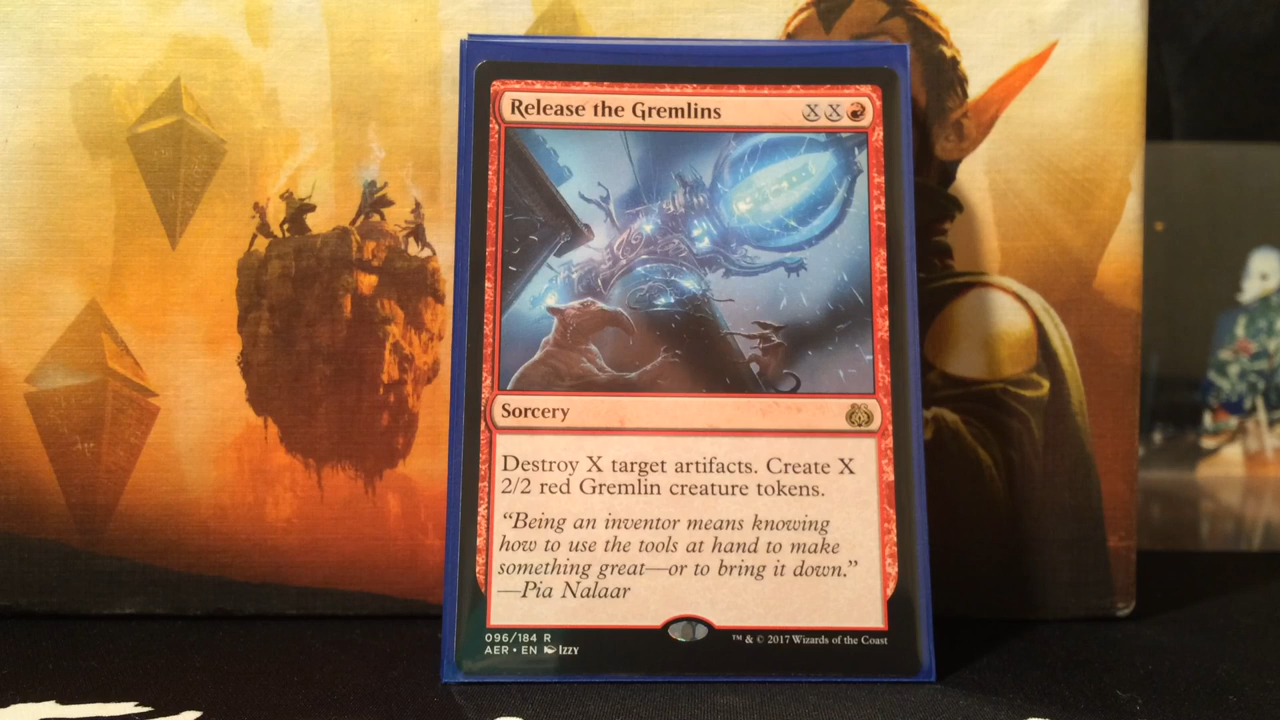 Release the Gremlins XX
Sorcery
Destroy X target artifacts. Create X
2/2 red Gremlin creature tokens.
“Being an inventor means knowing
how to use the tools at hand to make
something great—or to bring it down.”
—Pia Nalaar
096/184 R
AER • EN Izzy
™ & © 2017 Wizards of the Coast